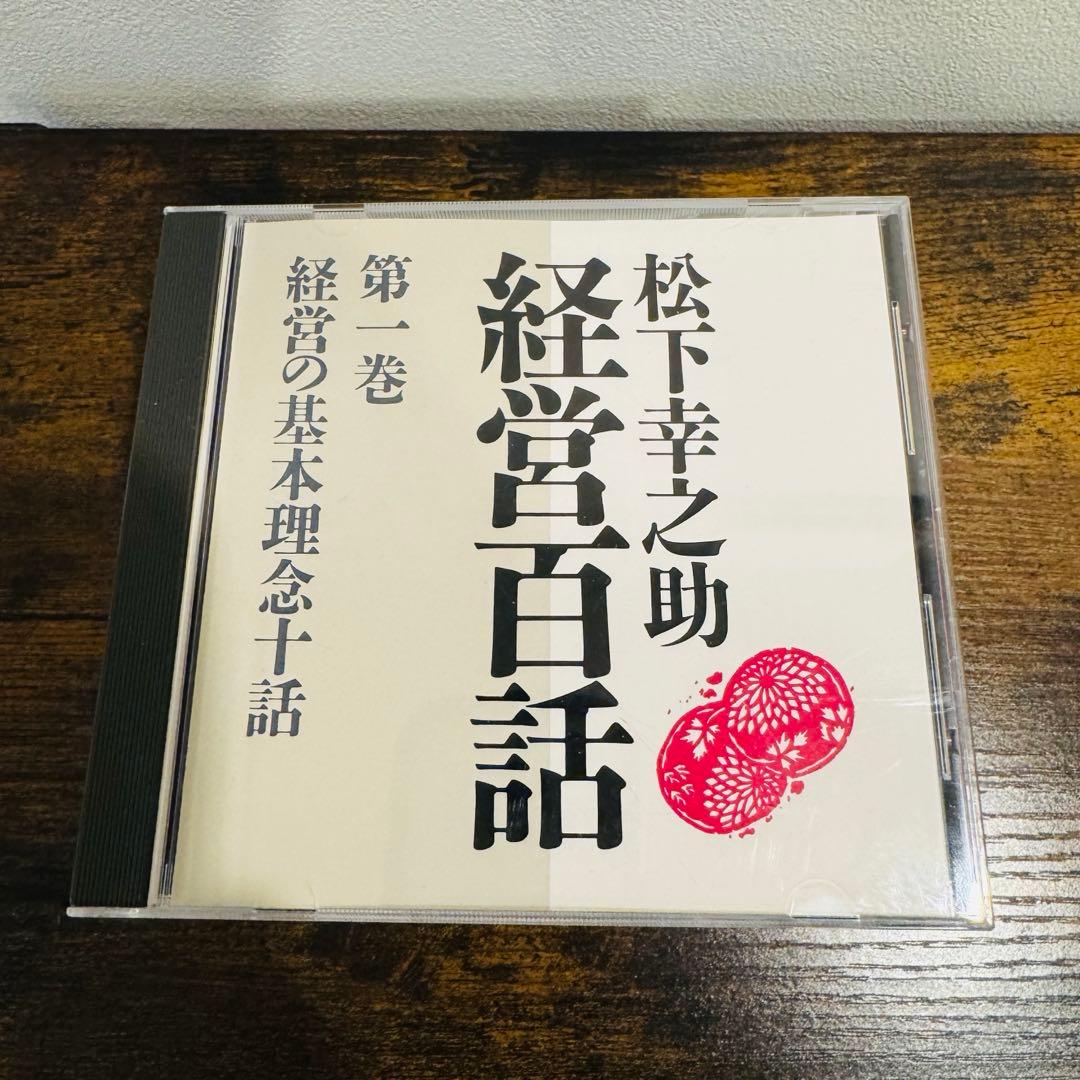 松下幸之助
経営百話
第一巻
経営の基本理念十話